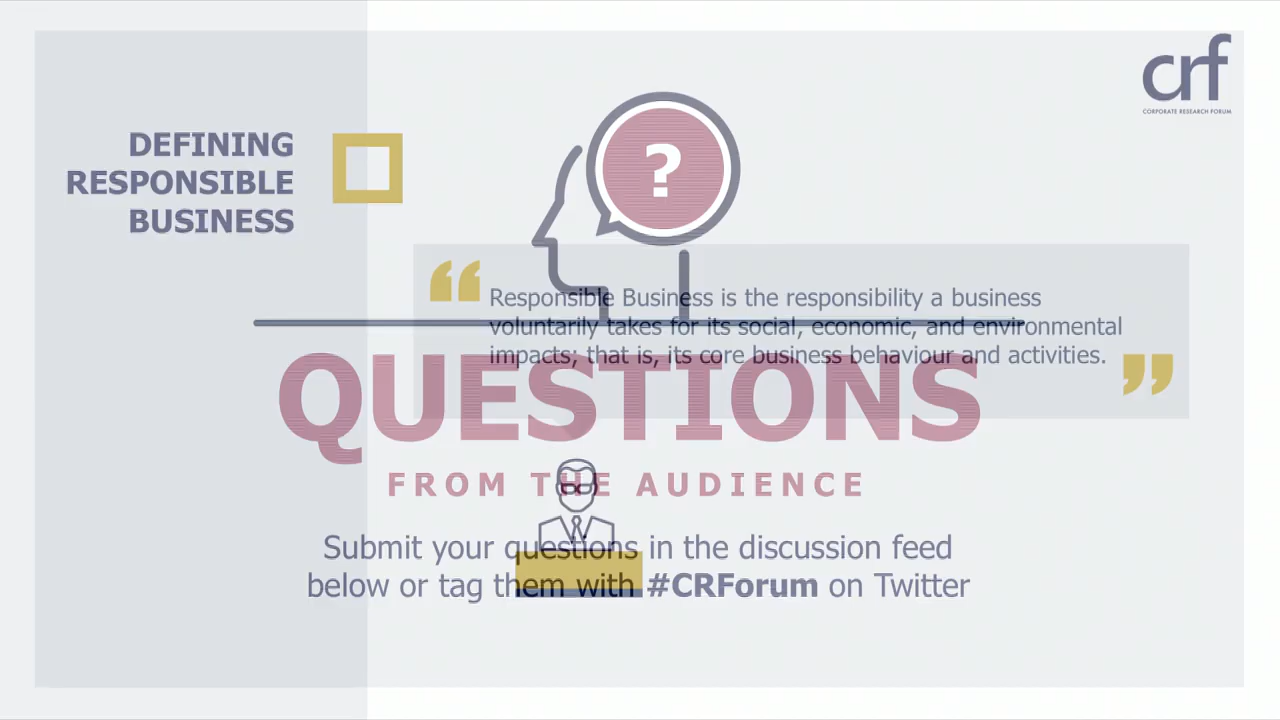 crf
CORPORATE RESEARCH FORUM
DEFINING
RESPONSIBLE
BUSINESS
?
“
Responsible Business is the responsibility a business
voluntarily takes for its social, economic, and environmental
impacts; that is, its core business behaviour and activities.
”
QUESTIONS
FROM THE AUDIENCE
Submit your questions in the discussion feed
below or tag them with #CRForum on Twitter